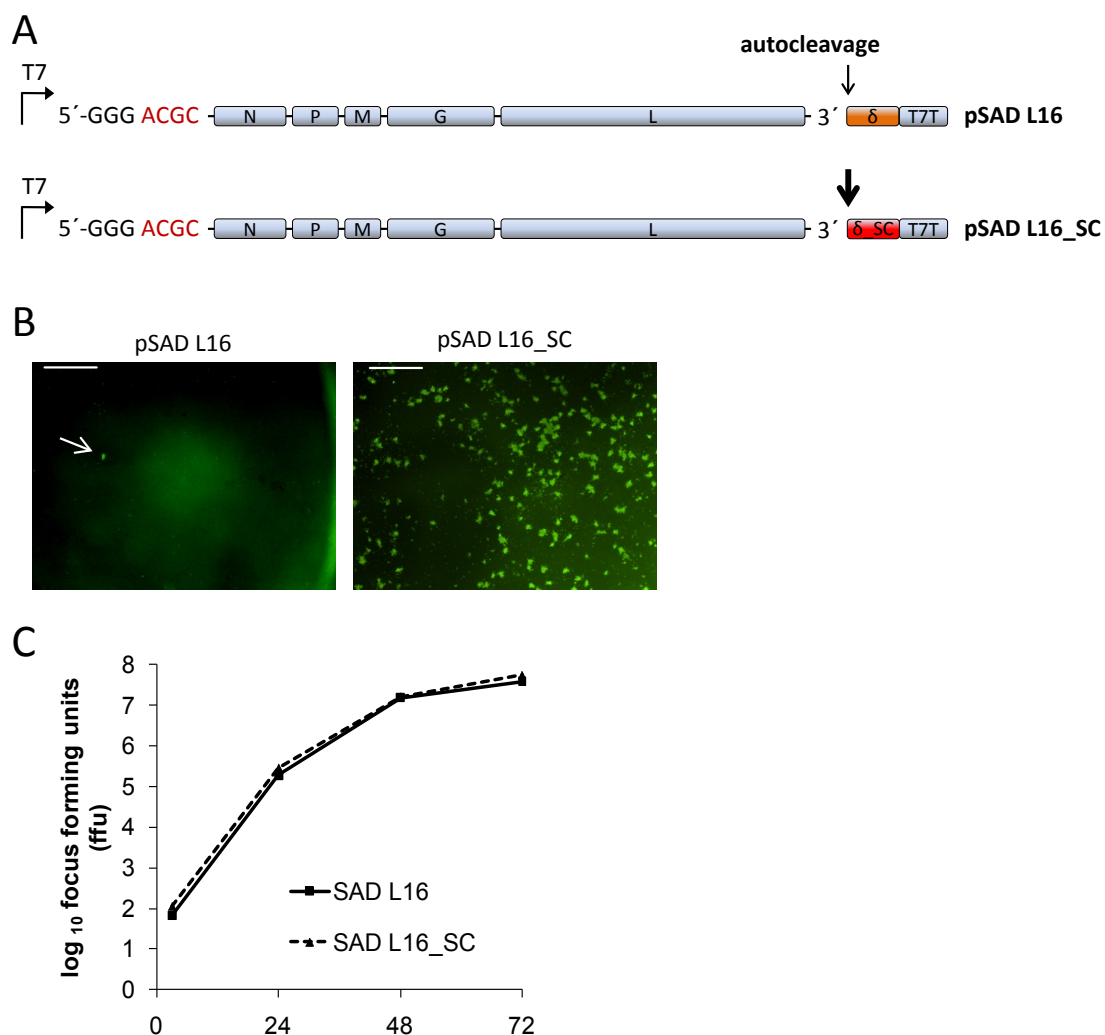 A
autocleavage
T7
5´-GGG ACGC N P M G L 3´ δ T7T pSAD L16
T7
5´-GGG ACGC N P M G L 3´ δ_SC T7T pSAD L16_SC
B
pSAD L16 pSAD L16_SC
C
log 10 focus forming units
(ffu)
8
7
6
5
4
3
2
1
0
SAD L16
SAD L16_SC
0 24 48 72